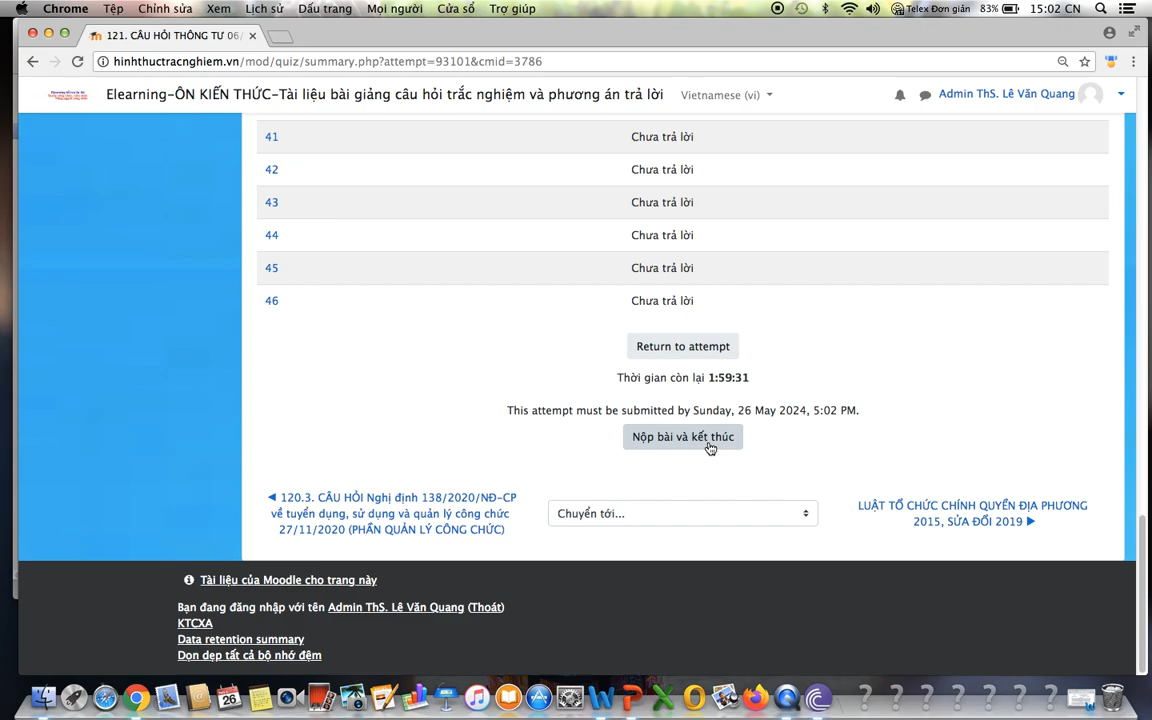 Chrome Tệp Chỉnh sửa Xem Lịch sử Dấu trang Mọi người Cửa sổ Trợ giúp Telex Đơn giản 83% 15:02 CN
121. CÂU HỎI THÔNG TƯ 06/
hinhthuctracnghiem.vn/mod/quiz/summary.php?attempt=93101&cmid=3786
Elearning-ÔN KIẾN THỨC-Tài liệu bài giảng câu hỏi trắc nghiệm và phương án trả lời Vietnamese (vi) Admin ThS. Lê Văn Quang
41 Chưa trả lời
42 Chưa trả lời
43 Chưa trả lời
44 Chưa trả lời
45 Chưa trả lời
46 Chưa trả lời
Return to attempt
Thời gian còn lại 1:59:31
This attempt must be submitted by Sunday, 26 May 2024, 5:02 PM.
Nộp bài và kết thúc
◀ 120.3. CÂU HỎI Nghị định 138/2020/NĐ-CP
về tuyển dụng, sử dụng và quản lý công chức
27/11/2020 (PHẦN QUẢN LÝ CÔNG CHỨC)
Chuyển tới...
LUẬT TỔ CHỨC CHÍNH QUYỀN ĐỊA PHƯƠNG
2015, SỬA ĐỔI 2019 ▶
Tài liệu của Moodle cho trang này
Bạn đang đăng nhập với tên Admin ThS. Lê Văn Quang (Thoát)
KTCXA
Data retention summary
Dọn dẹp tất cả bộ nhớ đệm
26